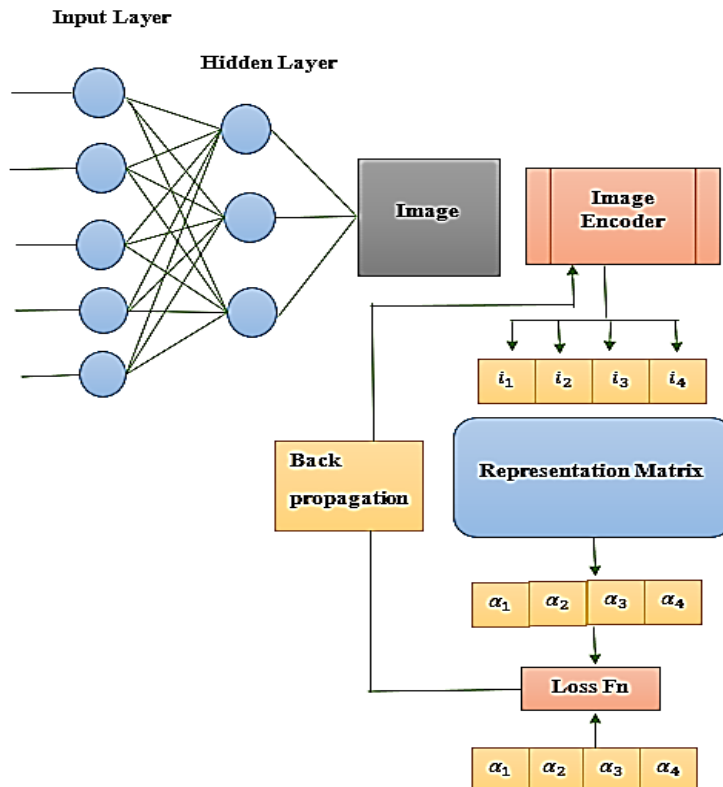 Input Layer
Hidden Layer
Image
Image
Encoder
i₁ i₂ i₃ i₄
Representation Matrix
Back
propagation
α₁ α₂ α₃ α₄
Loss Fn
α₁ α₂ α₃ α₄